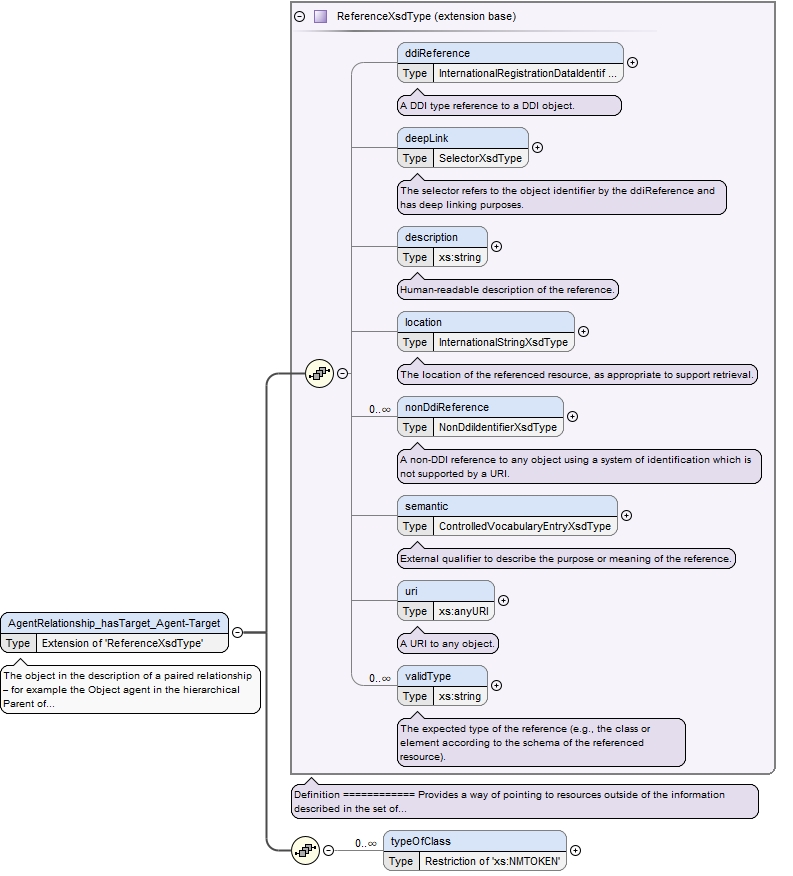 ReferenceXsdType (extension base)
ddiReference
Type InternationalRegistrationDataIdentif ...
A DDI type reference to a DDI object.
deepLink
Type SelectorXsdType
The selector refers to the object identifier by the ddiReference and
has deep linking purposes.
description
Type xs:string
Human-readable description of the reference.
location
Type InternationalStringXsdType
The location of the referenced resource, as appropriate to support retrieval.
0..∞ nonDdiReference
Type NonDdiIdentifierXsdType
A non-DDI reference to any object using a system of identification which is
not supported by a URI.
semantic
Type ControlledVocabularyEntryXsdType
External qualifier to describe the purpose or meaning of the reference.
uri
Type xs:anyURI
A URI to any object.
0..∞ validType
Type xs:string
The expected type of the reference (e.g., the class or
element according to the schema of the referenced
resource).
AgentRelationship_hasTarget_Agent-Target
Type Extension of 'ReferenceXsdType'
The object in the description of a paired relationship
– for example the Object agent in the hierarchical
Parent of...
Definition ============ Provides a way of pointing to resources outside of the information
described in the set of...
0..∞ typeOfClass
Type Restriction of 'xs:NMTOKEN'